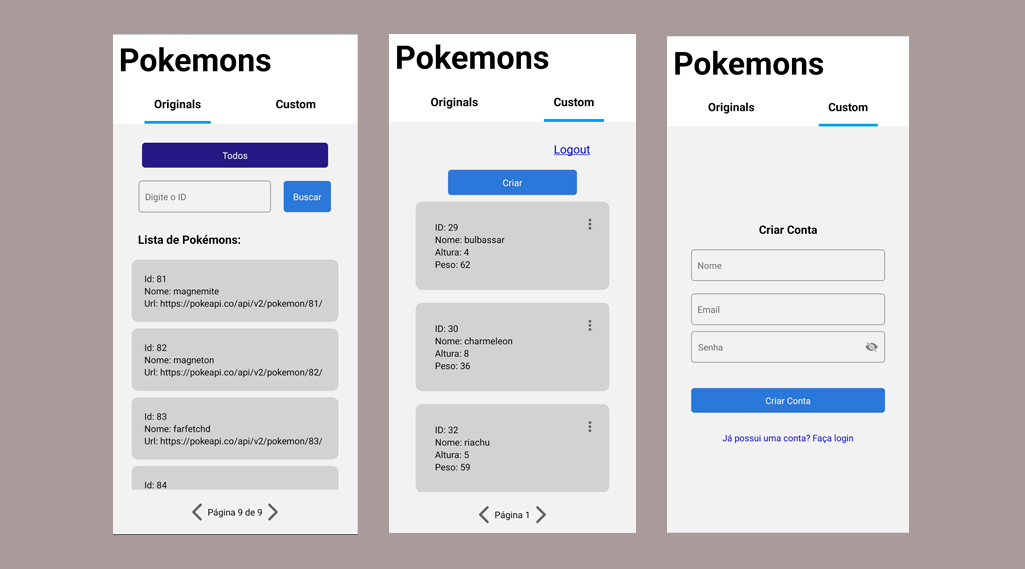 Pokemons
Originals
Custom
Todos
Digite o ID
Buscar
Lista de Pokémons:
Id: 81
Nome: magnemite
Url: https://pokeapi.co/api/v2/pokemon/81/
Id: 82
Nome: magneton
Url: https://pokeapi.co/api/v2/pokemon/82/
Id: 83
Nome: farfetchd
Url: https://pokeapi.co/api/v2/pokemon/83/
Id: 84
Página 9 de 9
Pokemons
Originals
Custom
Logout
Criar
ID: 29
Nome: bulbassar
Altura: 4
Peso: 62
ID: 30
Nome: charmeleon
Altura: 8
Peso: 36
ID: 32
Nome: riachu
Altura: 5
Peso: 59
Página 1
Pokemons
Originals
Custom
Criar Conta
Nome
Email
Senha
Criar Conta
Já possui uma conta? Faça login